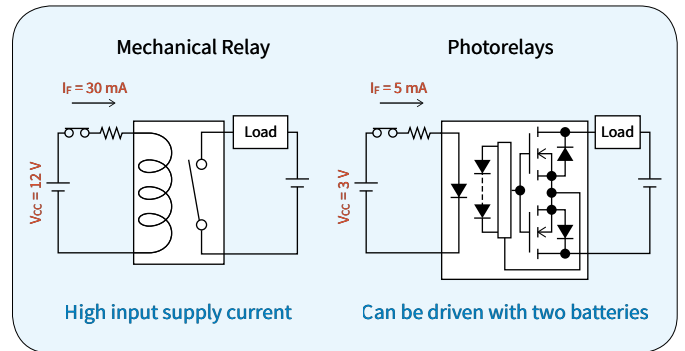 Mechanical Relay
IF = 30 mA
Load
VCC = 12 V
High input supply current
Photorelays
IF = 5 mA
Load
VCC = 3 V
Can be driven with two batteries